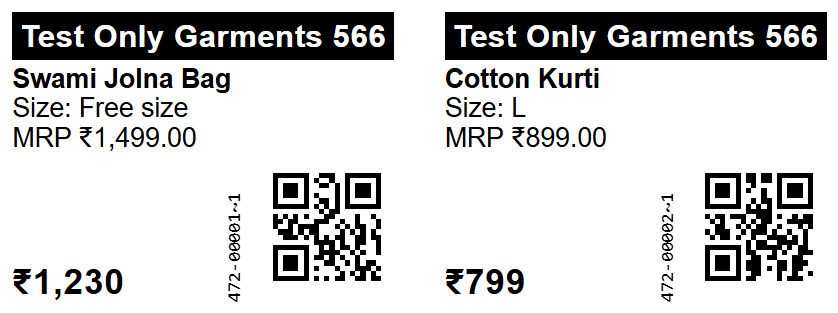 Test Only Garments 566
Swami Jolna Bag
Size: Free size
MRP ₹1,499.00
472-00001~1
₹1,230
Test Only Garments 566
Cotton Kurti
Size: L
MRP ₹899.00
472-00002~1
₹799